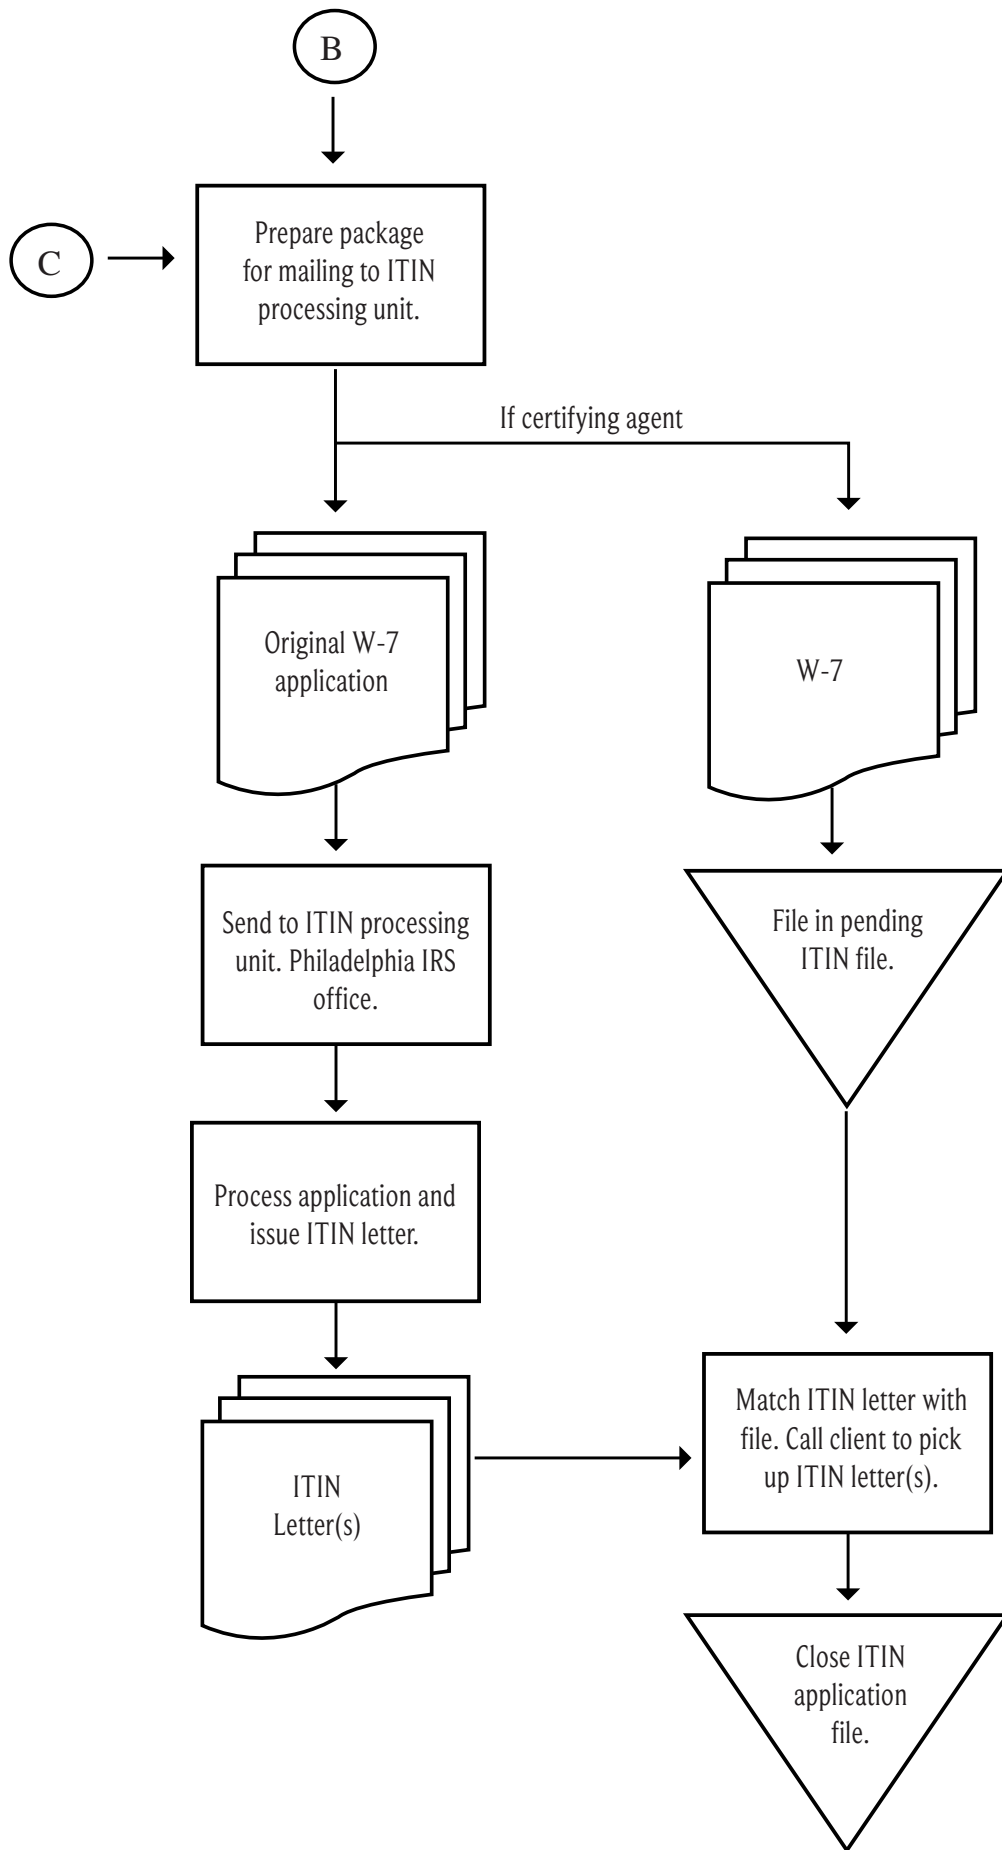 B
C
Prepare package
for mailing to ITIN
processing unit.
If certifying agent
Original W-7
application
W-7
Send to ITIN processing
unit. Philadelphia IRS
office.
File in pending
ITIN file.
Process application and
issue ITIN letter.
ITIN
Letter(s)
Match ITIN letter with
file. Call client to pick
up ITIN letter(s).
Close ITIN
application
file.